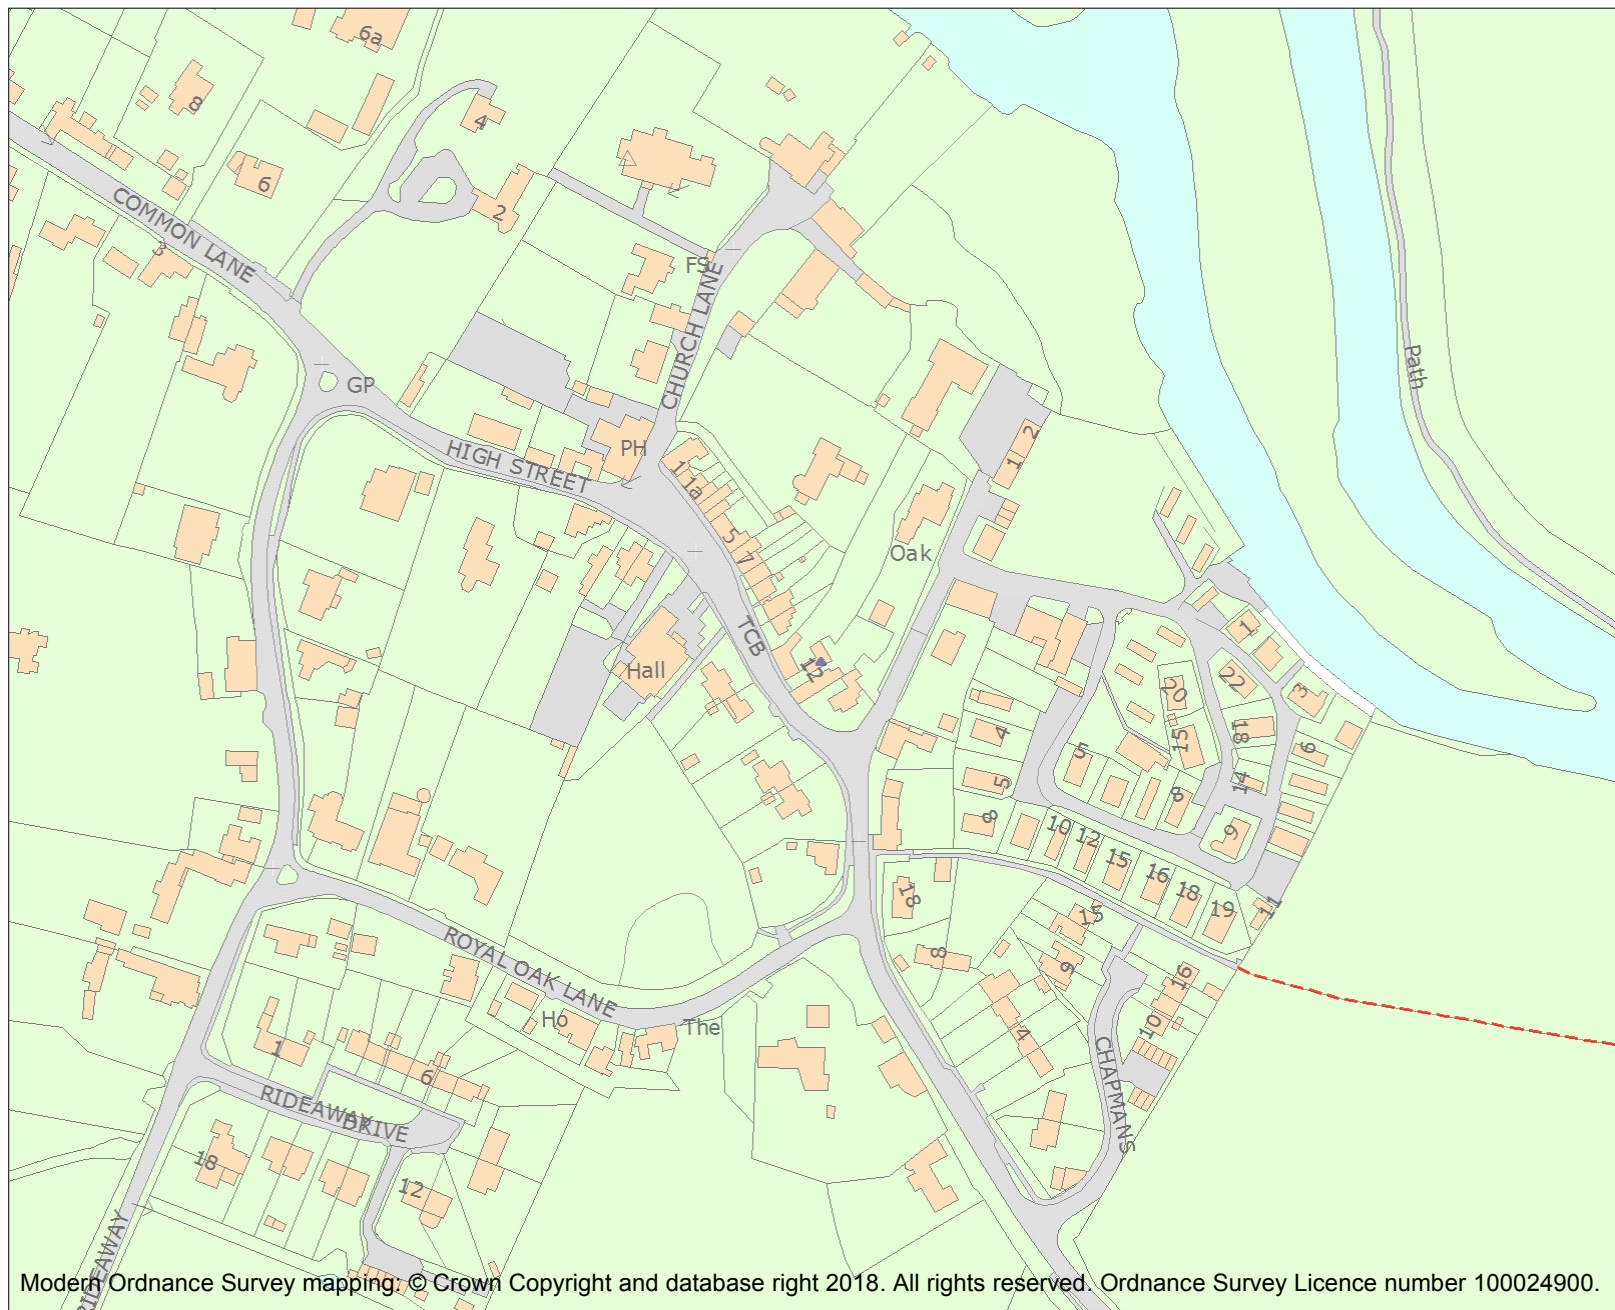 6a
8
4
6
2
COMMON LANE
3
FS
CHURCH LANE
GP
Path
PH
HIGH STREET
1
1a
2
1
5
7
Oak
TCB
12
Hall
1
20
22
3
4
18
15
5
6
5
14
8
8
9
10
12
15
16
18
19
11
18
15
8
9
16
ROYAL OAK LANE
Ho
The
4
10
1
6
RIDEAWAY
DRIVE
CHAPMANS
18
12
RIDEAWAY
Modern Ordnance Survey mapping: © Crown Copyright and database right 2018. All rights reserved. Ordnance Survey Licence number 100024900.